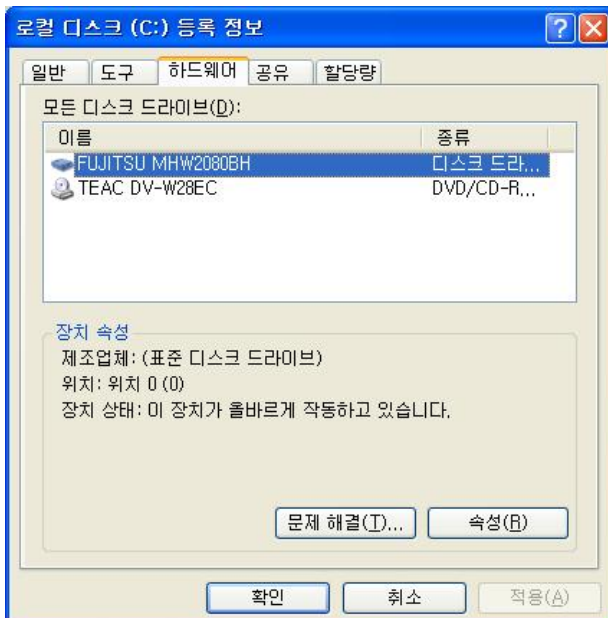 로컬 디스크 (C:) 등록 정보
일반 도구 하드웨어 공유 할당량
모든 디스크 드라이브(D):
이름 종류
FUJITSU MHW2080BH 디스크 드라...
TEAC DV-W28EC DVD/CD-R...
장치 속성
제조업체: (표준 디스크 드라이브)
위치: 위치 0 (0)
장치 상태: 이 장치가 올바르게 작동하고 있습니다.
문제 해결(T)... 속성(R)
확인 취소 적용(A)